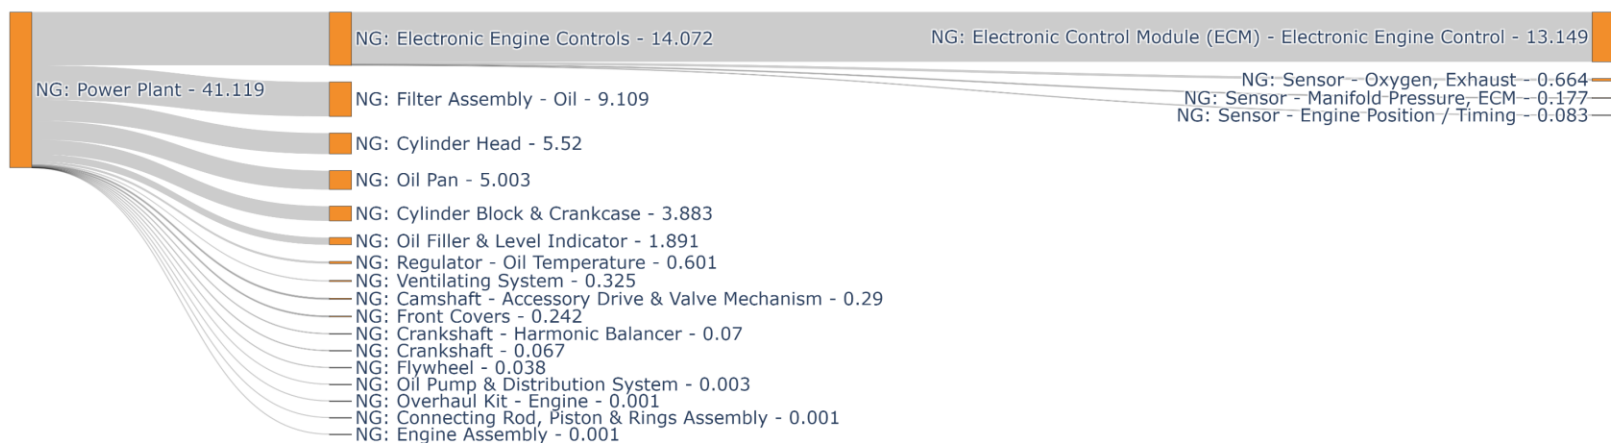 NG: Power Plant - 41.119
NG: Electronic Engine Controls - 14.072
NG: Filter Assembly - Oil - 9.109
NG: Cylinder Head - 5.52
NG: Oil Pan - 5.003
NG: Cylinder Block & Crankcase - 3.883
NG: Oil Filler & Level Indicator - 1.891
NG: Regulator - Oil Temperature - 0.601
NG: Ventilating System - 0.325
NG: Camshaft - Accessory Drive & Valve Mechanism - 0.29
NG: Front Covers - 0.242
NG: Crankshaft - Harmonic Balancer - 0.07
NG: Crankshaft - 0.067
NG: Flywheel - 0.038
NG: Oil Pump & Distribution System - 0.003
NG: Overhaul Kit - Engine - 0.001
NG: Connecting Rod, Piston & Rings Assembly - 0.001
NG: Engine Assembly - 0.001
NG: Electronic Control Module (ECM) - Electronic Engine Control - 13.149
NG: Sensor - Oxygen, Exhaust - 0.664
NG: Sensor - Manifold Pressure, ECM - 0.177
NG: Sensor - Engine Position / Timing - 0.083